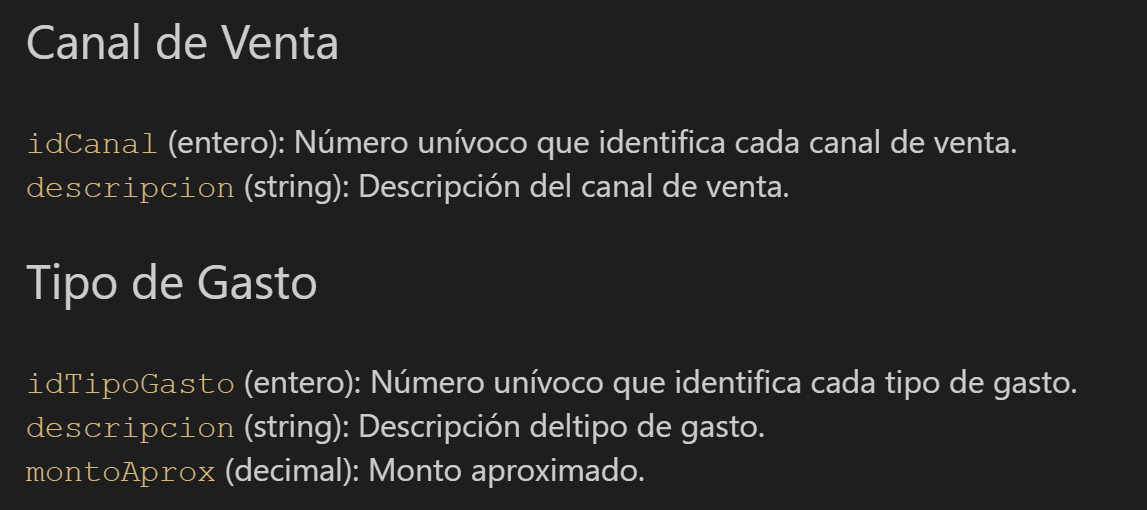 Canal de Venta
idCanal (entero): Número unívoco que identifica cada canal de venta.
descripcion (string): Descripción del canal de venta.
Tipo de Gasto
idTipoGasto (entero): Número unívoco que identifica cada tipo de gasto.
descripcion (string): Descripción deltipo de gasto.
montoAprox (decimal): Monto aproximado.